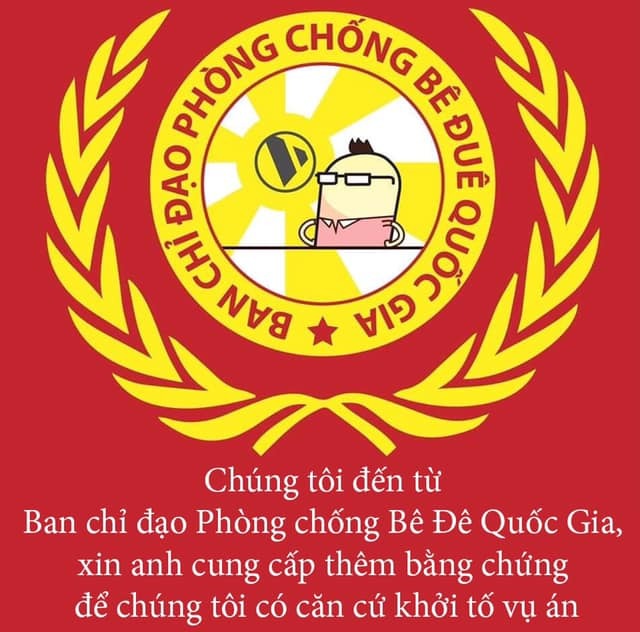 BAN CHỈ ĐẠO PHÒNG CHỐNG BÊ ĐUÊ QUỐC GIA
Chúng tôi đến từ
Ban chỉ đạo Phòng chống Bê Đê Quốc Gia,
xin anh cung cấp thêm bằng chứng
để chúng tôi có căn cứ khởi tố vụ án